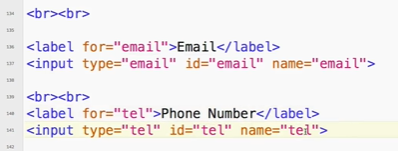 134 <br><br>
135
136 <label for="email">Email</label>
137 <input type="email" id="email" name="email">
138
139 <br><br>
140 <label for="tel">Phone Number</label>
141 <input type="tel" id="tel" name="tel">
142